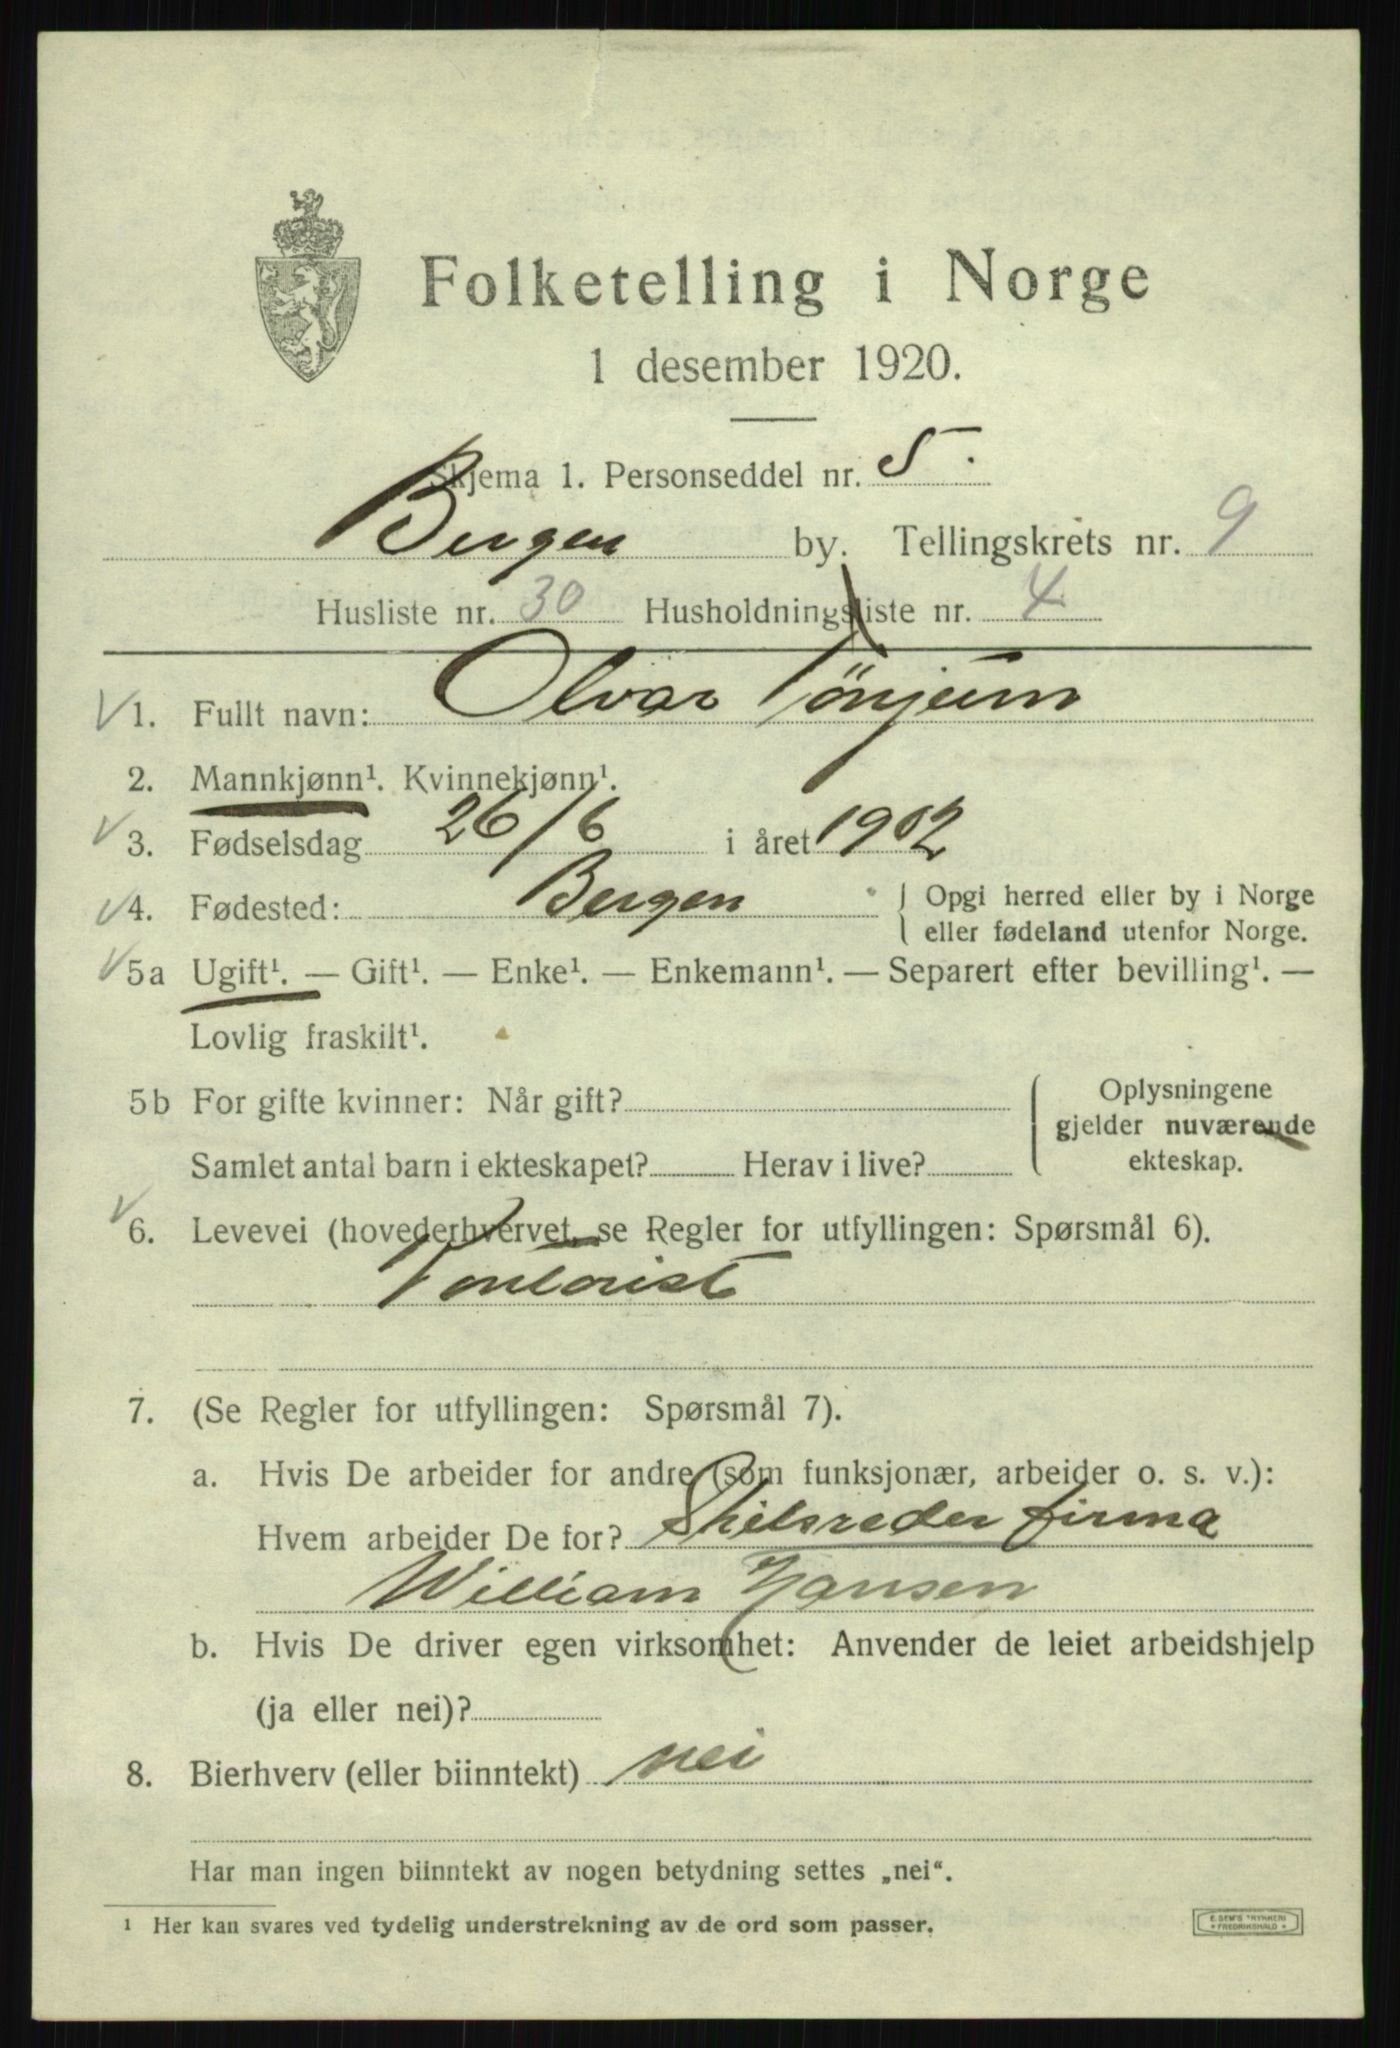 Folketelling i Norge
1 desember 1920.
Skjema 1. Personseddel nr. 5.
Bergen by. Tellingskrets nr. 9
Husliste nr. 30 Husholdningsliste nr. 4
1. Fullt navn: Olvar Tönjum
2. Mannkjønn¹. Kvinnekjønn¹.
3. Fødselsdag 26/6 i året 1902
4. Fødested: Bergen { Opgi herred eller by i Norge
eller fødeland utenfor Norge.
5a Ugift¹. — Gift¹. — Enke¹. — Enkemann¹. — Separert efter bevilling¹. —
Lovlig fraskilt¹.
5b For gifte kvinner: Når gift? { Oplysningene
gjelder nuværende
Samlet antal barn i ekteskapet? Herav i live? ekteskap.
6. Levevei (hovederhvervet, se Regler for utfyllingen: Spørsmål 6).
Kontorist
7. (Se Regler for utfyllingen: Spørsmål 7).
a. Hvis De arbeider for andre (som funksjonær, arbeider o. s. v.):
Hvem arbeider De for? Skibsreder firma
William Hansen
b. Hvis De driver egen virksomhet: Anvender de leiet arbeidshjelp
(ja eller nei)?
8. Bierhverv (eller biinntekt) nei
Har man ingen biinntekt av nogen betydning settes „nei“.
¹ Her kan svares ved tydelig understrekning av de ord som passer.
E. SEM'S TRYKKERI
* FREDRIKSHALD *